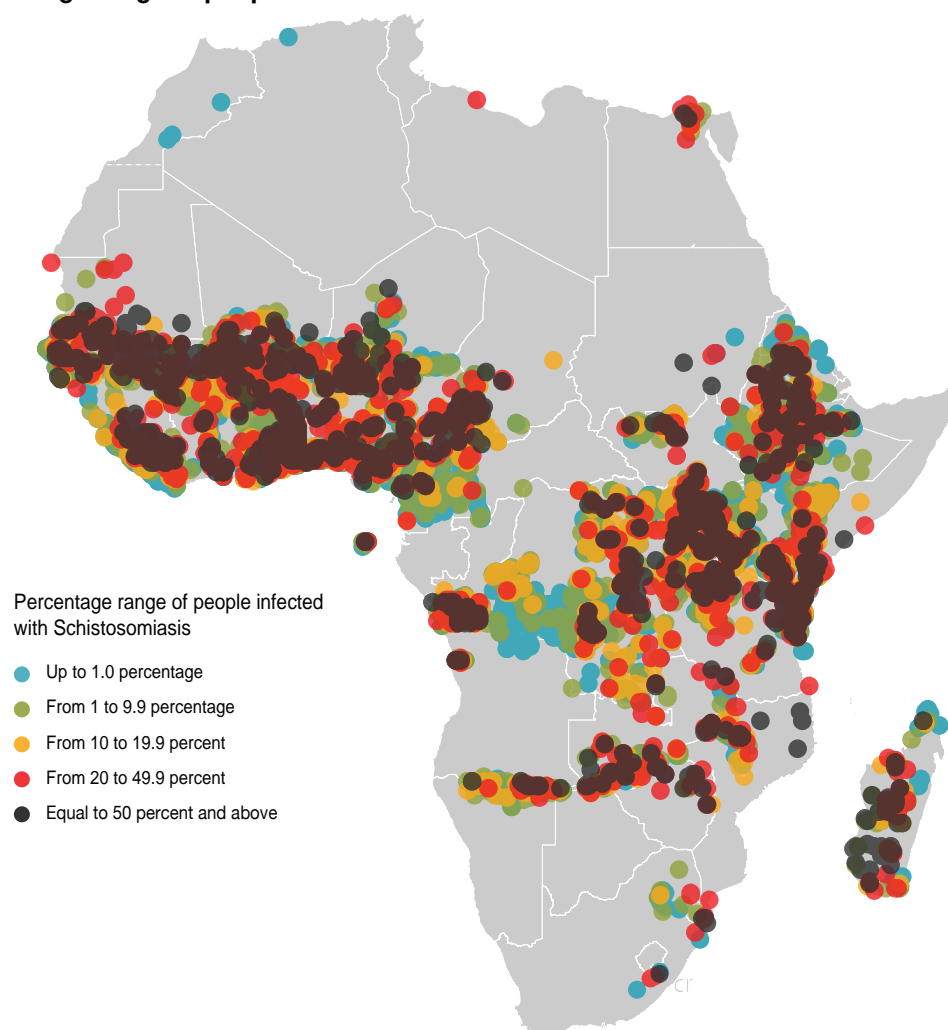 Percentage range of people infected
with Schistosomiasis
Up to 1.0 percentage
From 1 to 9.9 percentage
From 10 to 19.9 percent
From 20 to 49.9 percent
Equal to 50 percent and above